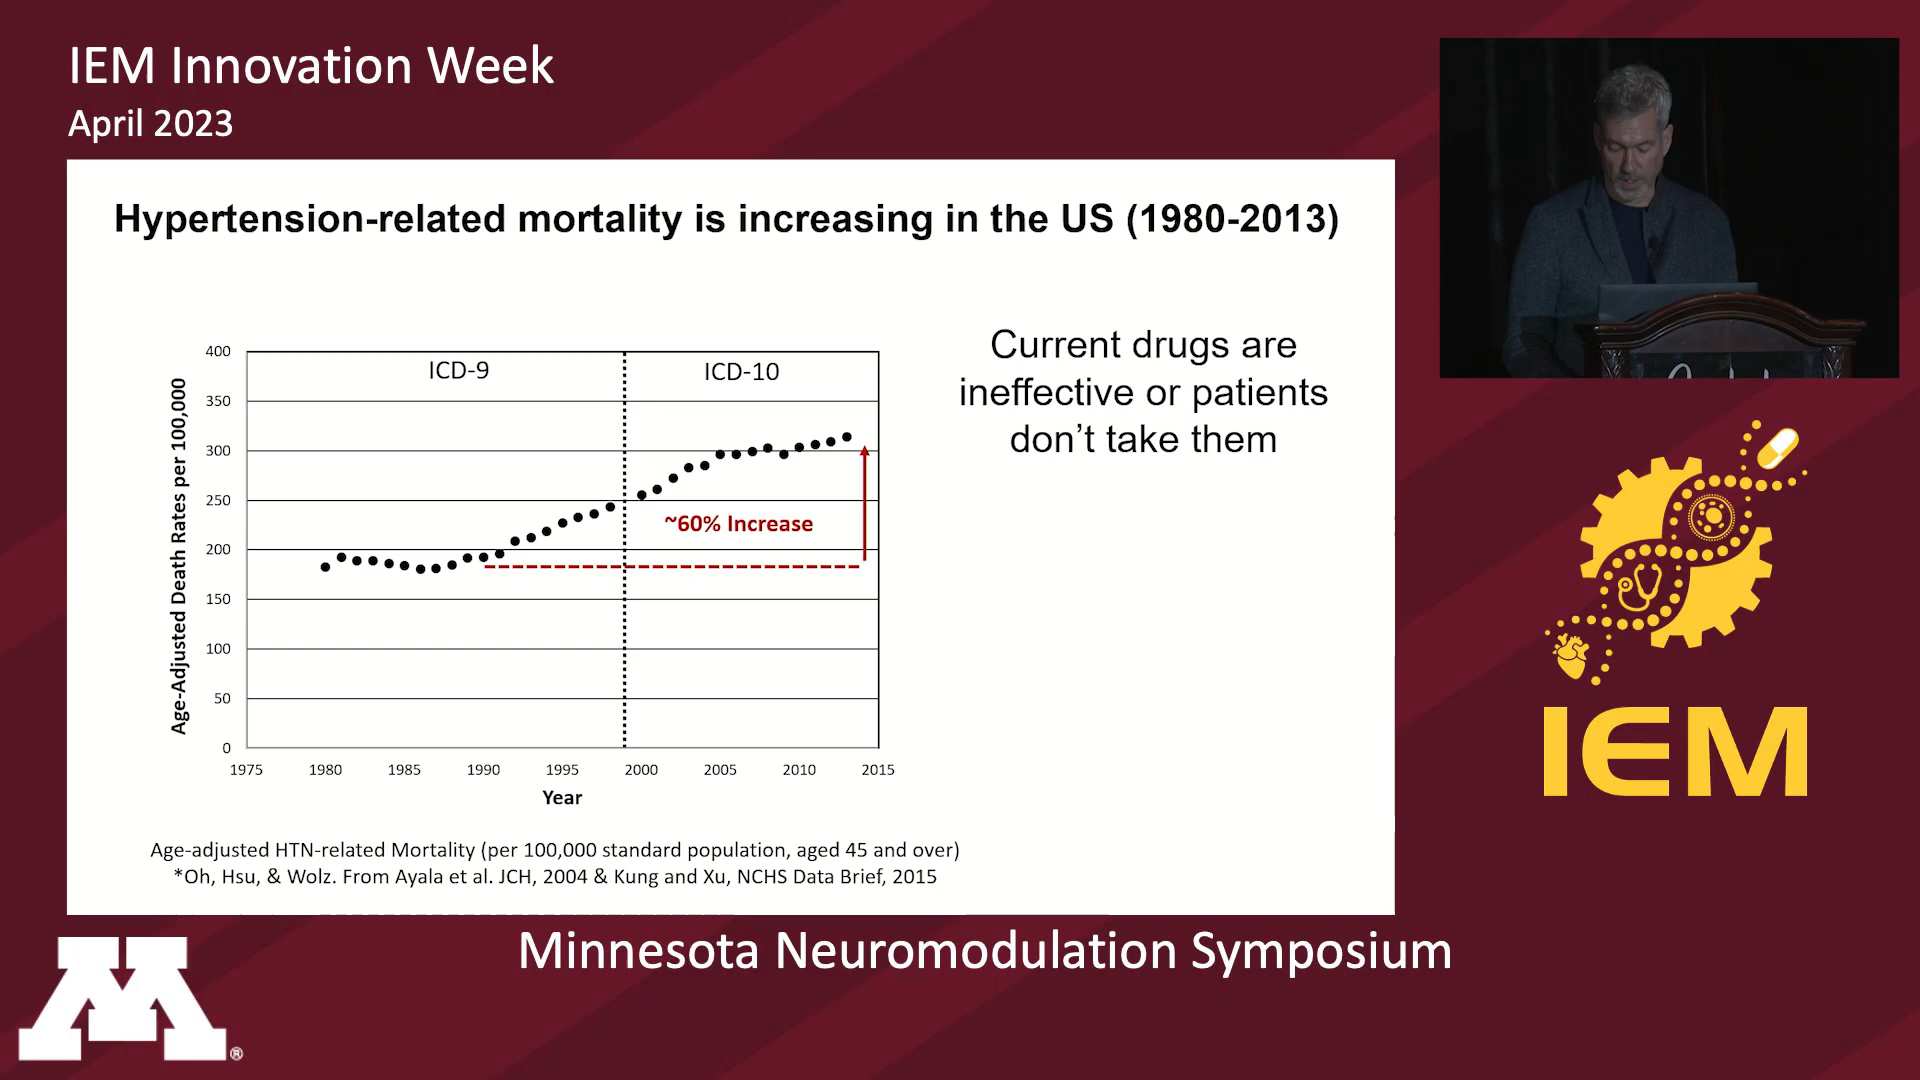 IEM Innovation Week
April 2023
Hypertension-related mortality is increasing in the US (1980-2013)
Current drugs are
ineffective or patients
don't take them
ICD-9
ICD-10
~60% Increase
Age-Adjusted Death Rates per 100,000
400
350
300
250
200
150
100
50
0
1975 1980 1985 1990 1995 2000 2005 2010 2015
Year
Age-adjusted HTN-related Mortality (per 100,000 standard population, aged 45 and over)
*Oh, Hsu, & Wolz. From Ayala et al. JCH, 2004 & Kung and Xu, NCHS Data Brief, 2015
IEM
Minnesota Neuromodulation Symposium
M®